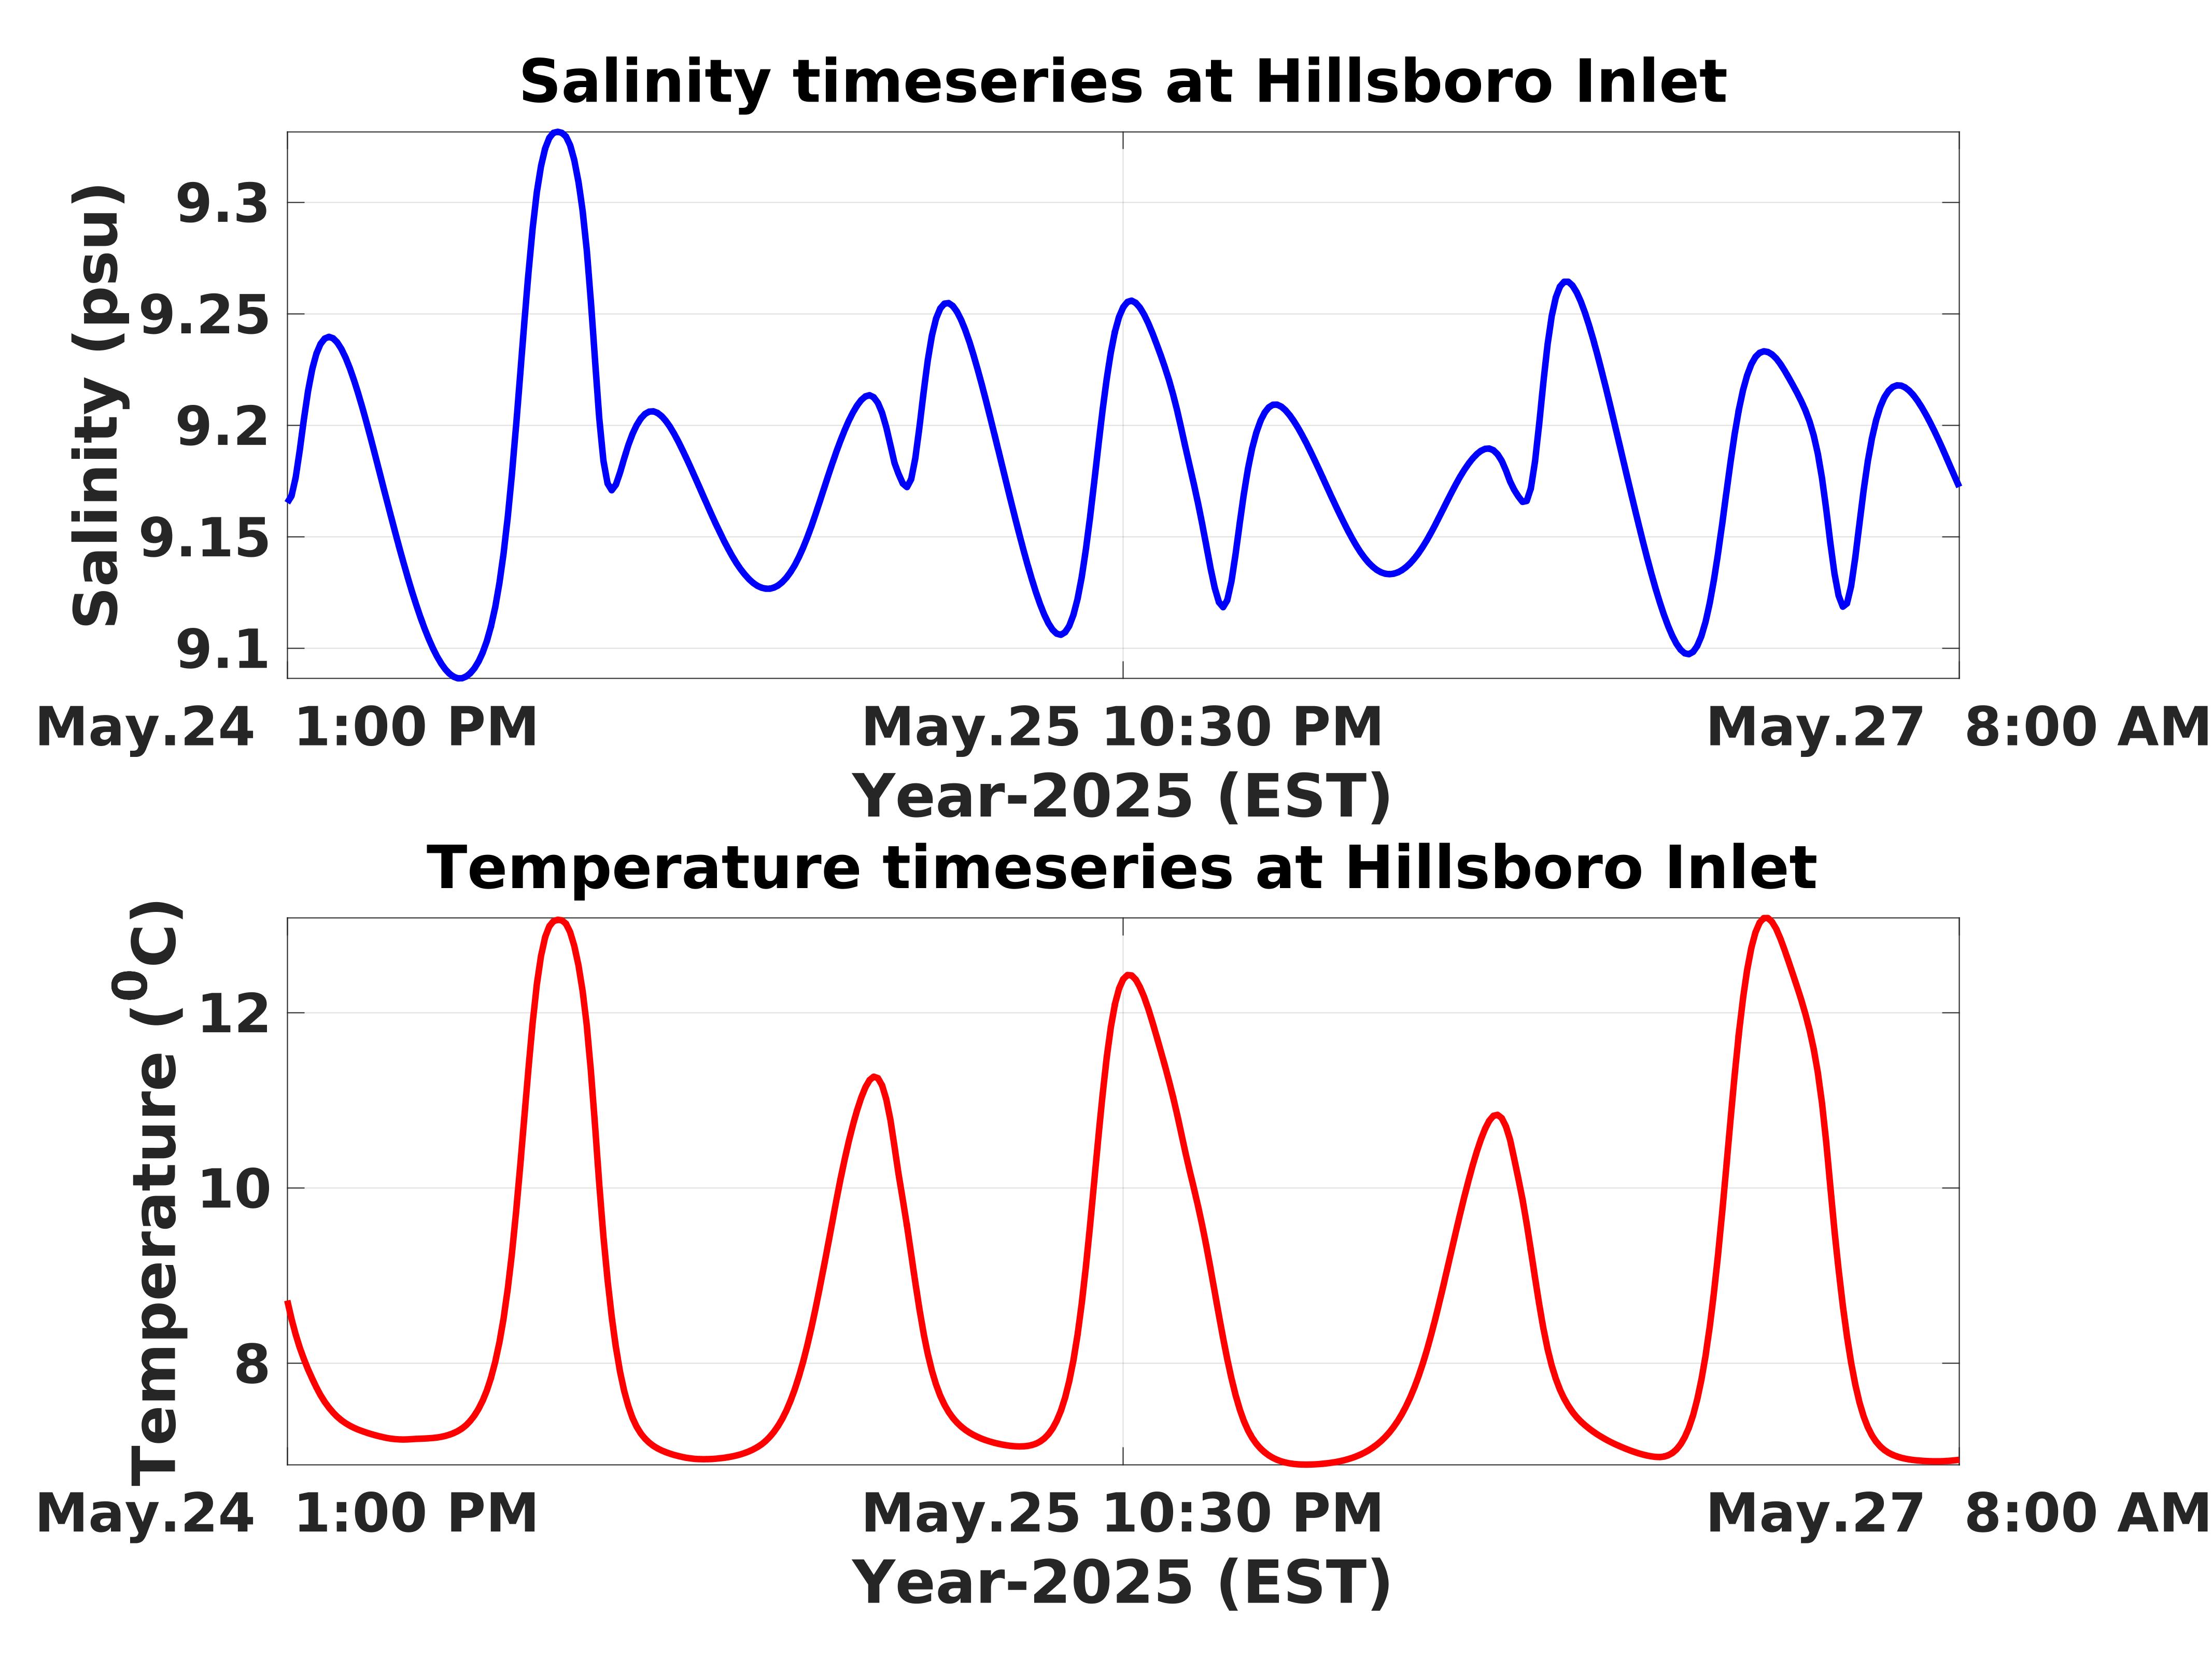 Salinity timeseries at Hillsboro Inlet
Salinity (psu)
9.3
9.25
9.2
9.15
9.1
May.24  1:00 PM
May.25 10:30 PM
May.27  8:00 AM
Year-2025 (EST)
Temperature timeseries at Hillsboro Inlet
Temperature (⁰C)
12
10
8
May.24  1:00 PM
May.25 10:30 PM
May.27  8:00 AM
Year-2025 (EST)